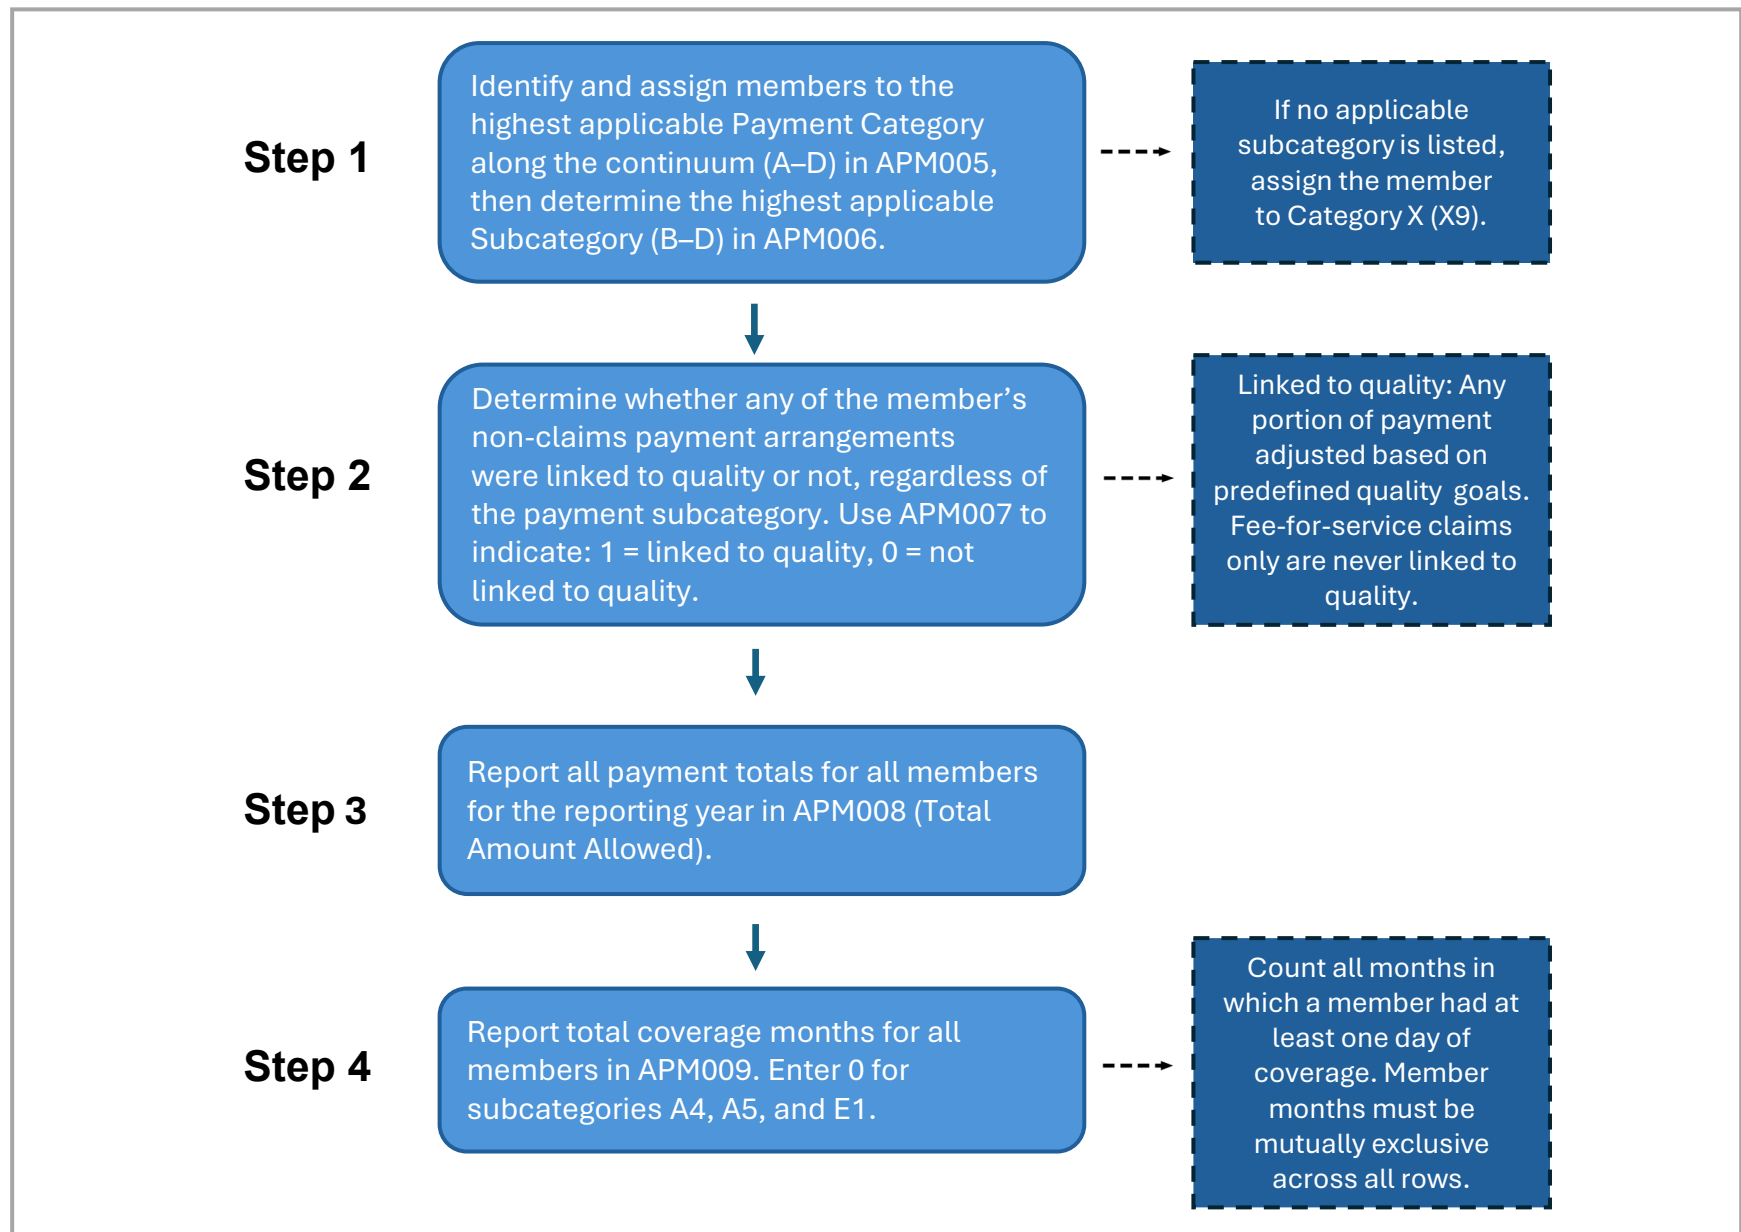 Step 1
Identify and assign members to the
highest applicable Payment Category
along the continuum (A–D) in APM005,
then determine the highest applicable
Subcategory (B–D) in APM006.
If no applicable
subcategory is listed,
assign the member
to Category X (X9).
Step 2
Determine whether any of the member’s
non-claims payment arrangements
were linked to quality or not, regardless of
the payment subcategory. Use APM007 to
indicate: 1 = linked to quality, 0 = not
linked to quality.
Linked to quality: Any
portion of payment
adjusted based on
predefined quality goals.
Fee-for-service claims
only are never linked to
quality.
Step 3
Report all payment totals for all members
for the reporting year in APM008 (Total
Amount Allowed).
Step 4
Report total coverage months for all
members in APM009. Enter 0 for
subcategories A4, A5, and E1.
Count all months in
which a member had at
least one day of
coverage. Member
months must be
mutually exclusive
across all rows.